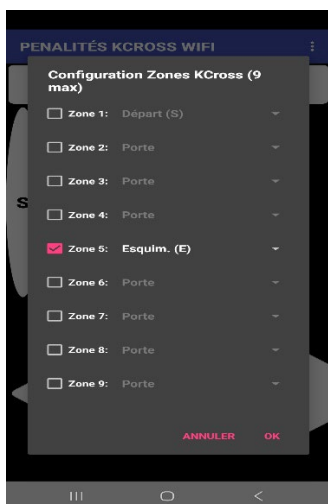 PENALITÉS KCROSS WIFI
Configuration Zones KCross (9
max)
Zone 1: Départ (S)
Zone 2: Porte
Zone 3: Porte
Zone 4: Porte
S
Zone 5: Esquim. (E)
Zone 6: Porte
Zone 7: Porte
Zone 8: Porte
Zone 9: Porte
ANNULER OK